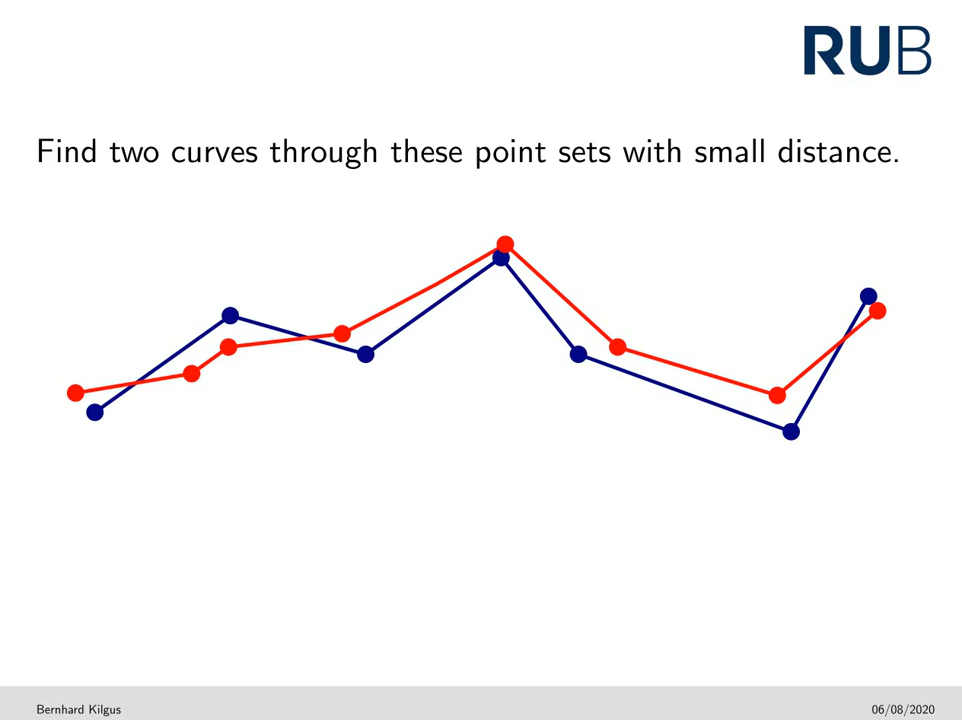 RUB
Find two curves through these point sets with small distance.
Bernhard Kilgus
06/08/2020